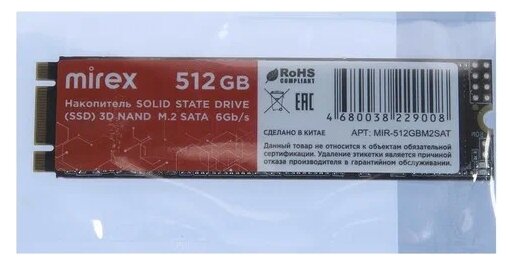 mirex 512 GB
Накопитель SOLID STATE DRIVE
(SSD) 3D NAND M.2 SATA 6Gb/s
RoHS
COMPLIANT
EAC
4 680038 229008
СДЕЛАНО В КИТАЕ АРТ: MIR-512GBM2SAT
Данный товар не относится к объектам обязательной
сертификации. Удаление этикетки является причиной
отказа производителя в гарантийном обслуживании.